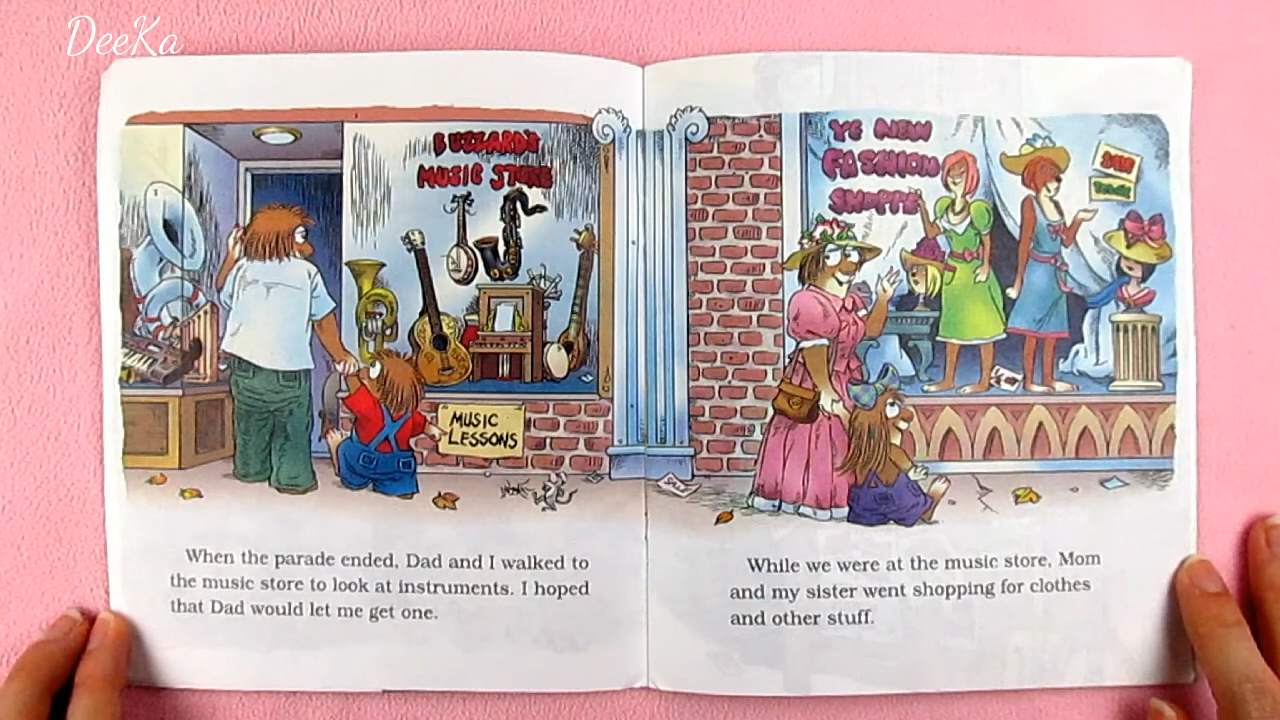 DeeKa
BUZZARD'S
MUSIC STORE
MUSIC
LESSONS
When the parade ended, Dad and I walked to
the music store to look at instruments. I hoped
that Dad would let me get one.
YE NEW
FASHION
SHOPPE
SALE
While we were at the music store, Mom
and my sister went shopping for clothes
and other stuff.